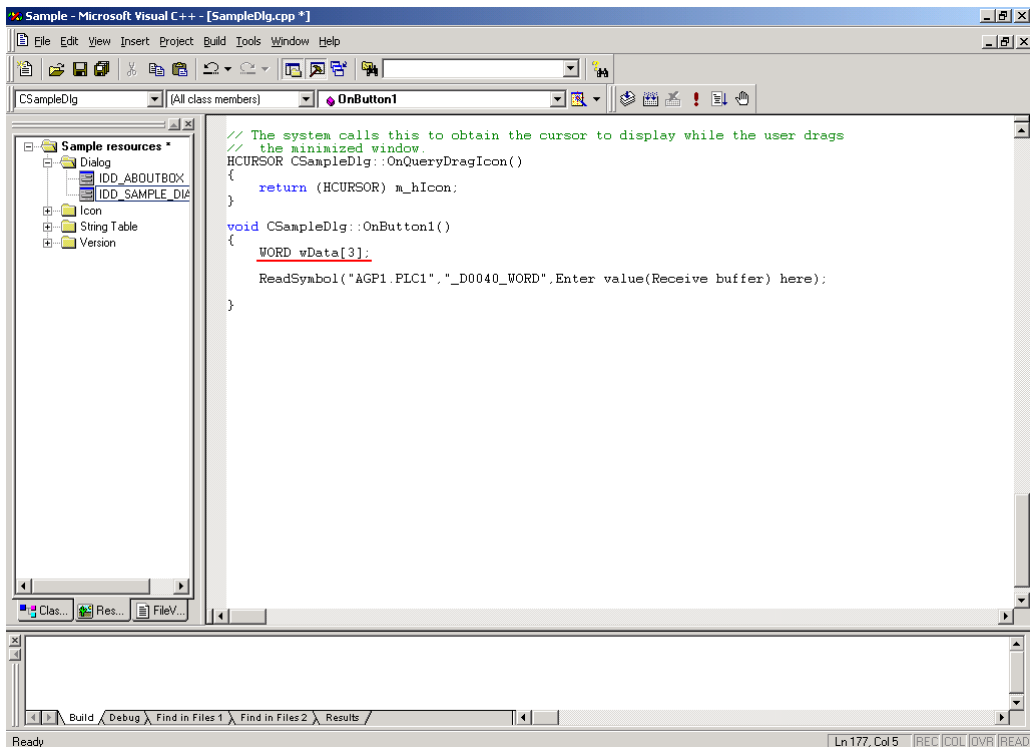 Sample - Microsoft Visual C++ - [SampleDlg.cpp *]
File Edit View Insert Project Build Tools Window Help
CSampleDlg (All class members) OnButton1
Sample resources *
Dialog
IDD_ABOUTBOX
IDD_SAMPLE_DIA
Icon
String Table
Version
// The system calls this to obtain the cursor to display while the user drags
//  the minimized window.
HCURSOR CSampleDlg::OnQueryDragIcon()
{
return (HCURSOR) m_hIcon;
}
void CSampleDlg::OnButton1()
{
WORD wData[3];
ReadSymbol("AGP1.PLC1","_D0040_WORD",Enter value(Receive buffer) here);
}
Clas... Res... FileV...
Build Debug Find in Files 1 Find in Files 2 Results
Ready Ln 177, Col 5 REC COL OVR READ